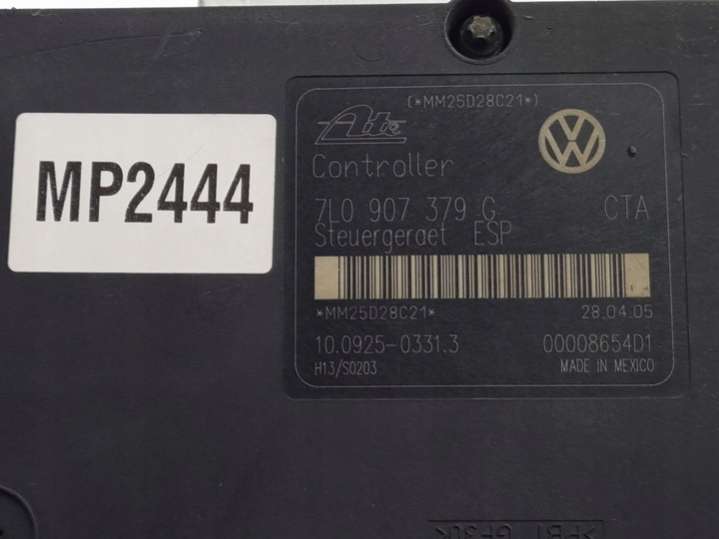 MP2444
(*MM25D28C21*)
Ate
Controller
7L0 907 379 G CTA
Steuergeraet ESP
*MM25D28C21* 28.04.05
10.0925-0331.3 00008654D1
H13/S0203 MADE IN MEXICO